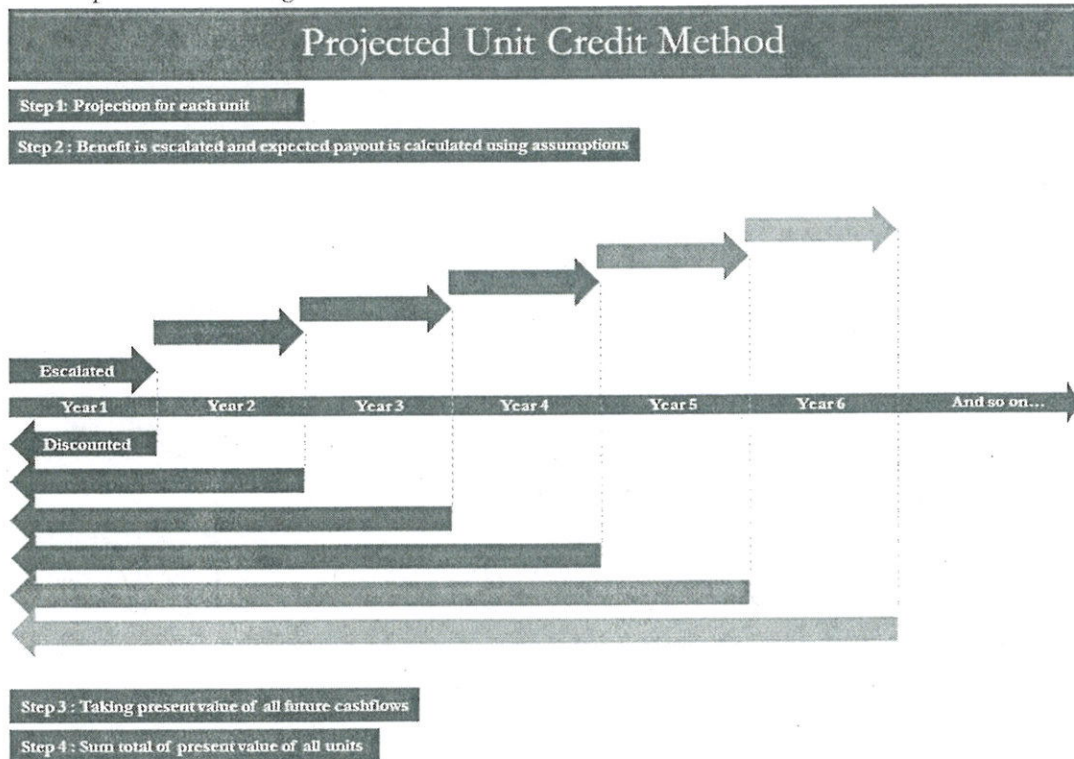 Projected Unit Credit Method
Step 1: Projection for each unit
Step 2 : Benefit is escalated and expected payout is calculated using assumptions
Escalated
Year 1 Year 2 Year 3 Year 4 Year 5 Year 6 And so on...
Discounted
Step 3 : Taking present value of all future cashflows
Step 4 : Sum total of present value of all units